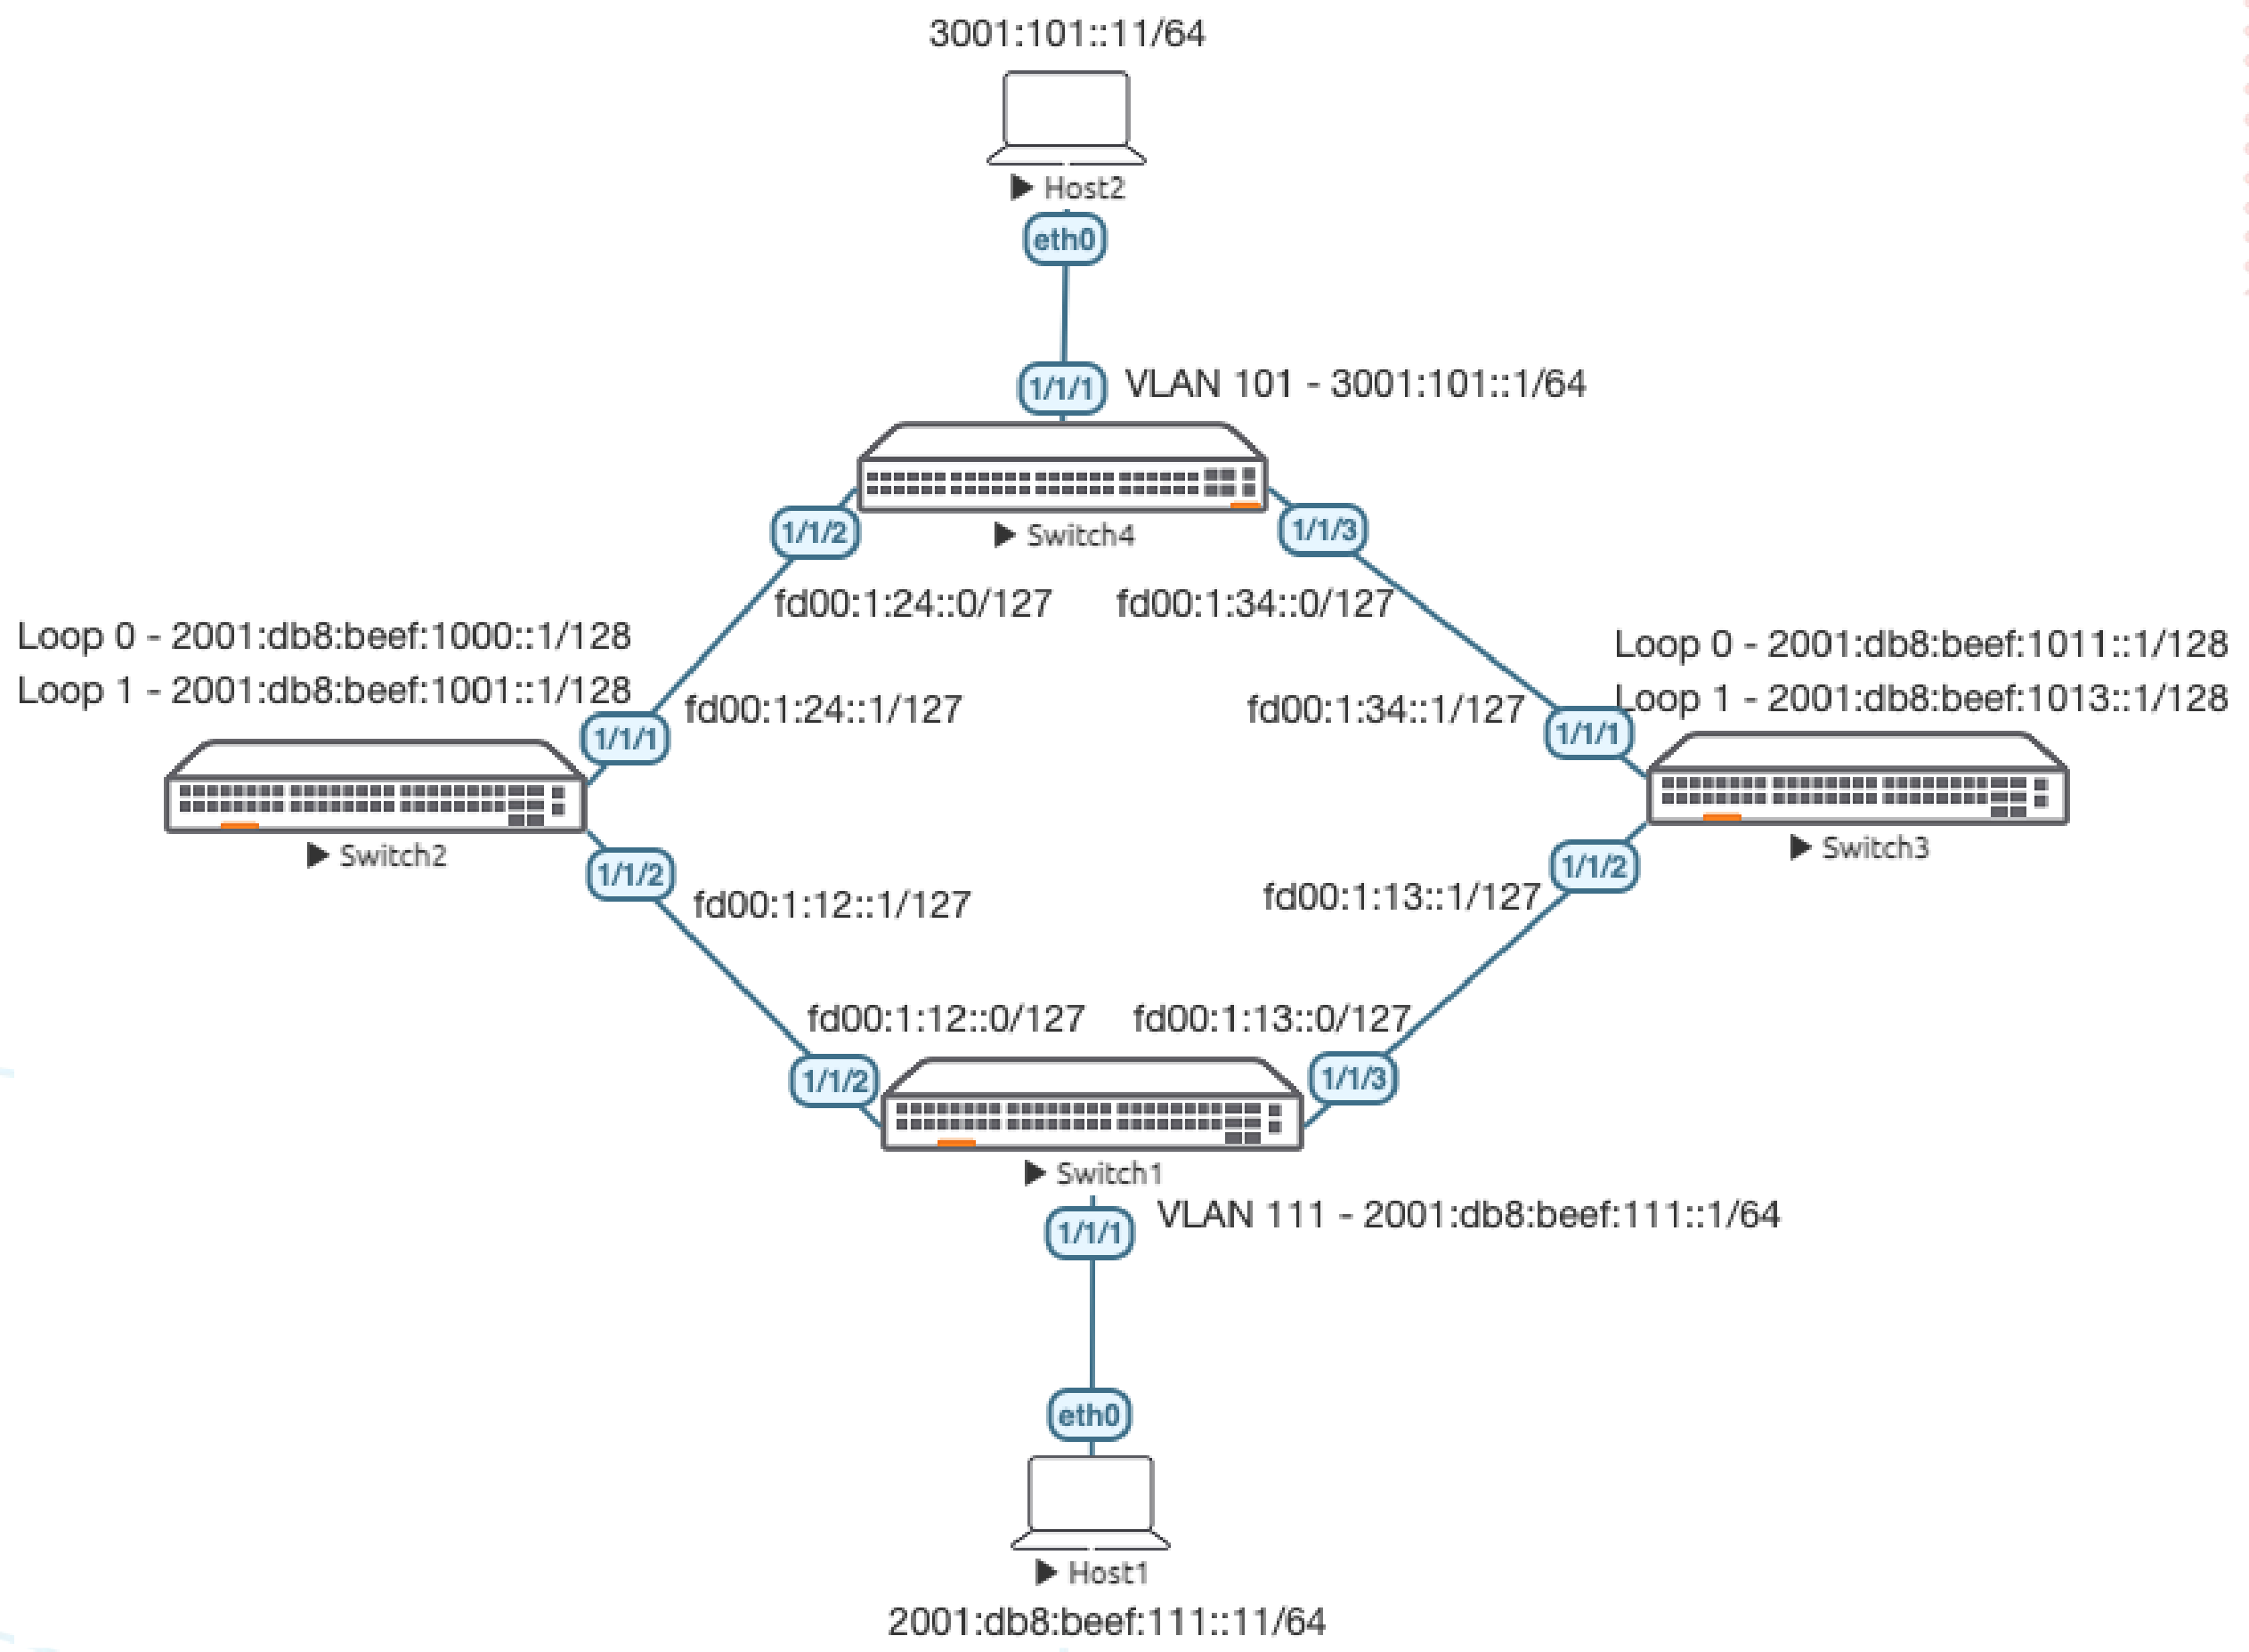 3001:101::11/64
Host2
eth0
1/1/1
VLAN 101 - 3001:101::1/64
1/1/2
Switch4
1/1/3
fd00:1:24::0/127
fd00:1:34::0/127
Loop 0 - 2001:db8:beef:1000::1/128
Loop 1 - 2001:db8:beef:1001::1/128
Loop 0 - 2001:db8:beef:1011::1/128
Loop 1 - 2001:db8:beef:1013::1/128
1/1/1
fd00:1:24::1/127
fd00:1:34::1/127
1/1/1
Switch2
Switch3
1/1/2
fd00:1:12::1/127
fd00:1:13::1/127
1/1/2
fd00:1:12::0/127
fd00:1:13::0/127
1/1/2
1/1/3
Switch1
1/1/1
VLAN 111 - 2001:db8:beef:111::1/64
eth0
Host1
2001:db8:beef:111::11/64